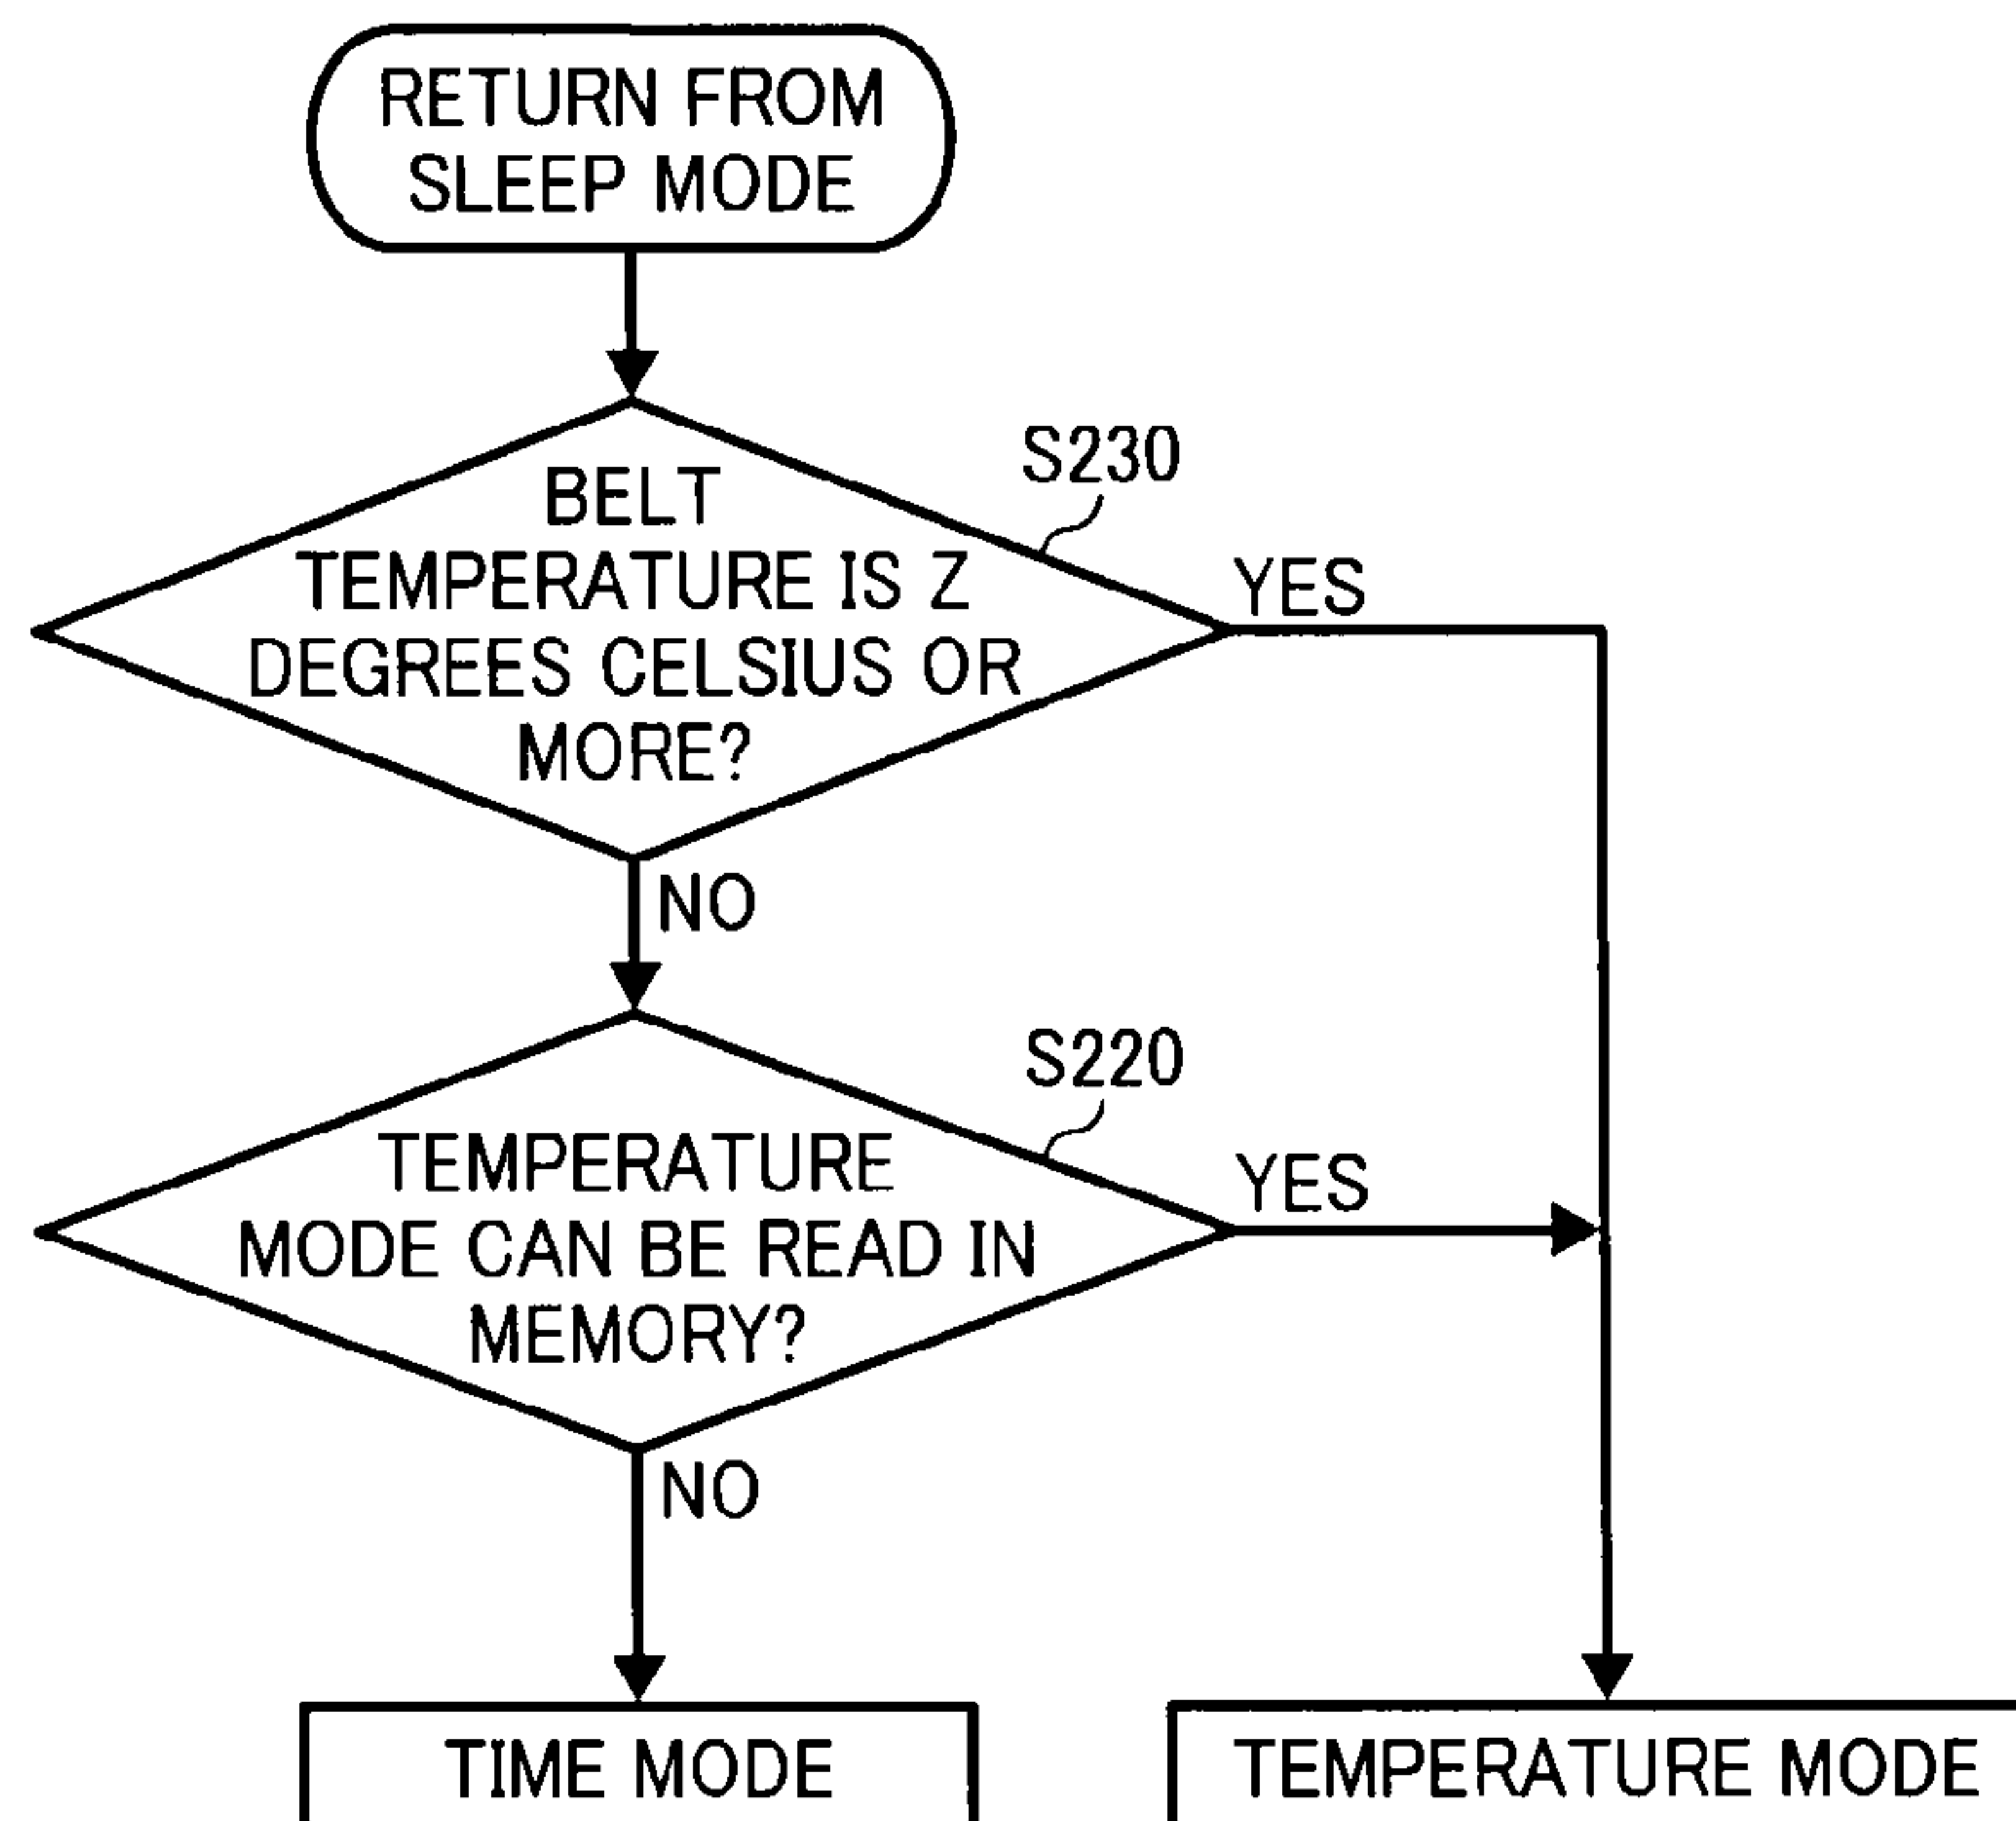 RETURN FROM
SLEEP MODE
S230
BELT
TEMPERATURE IS Z
DEGREES CELSIUS OR
MORE?
YES
NO
S220
TEMPERATURE
MODE CAN BE READ IN
MEMORY?
YES
NO
TIME MODE
TEMPERATURE MODE